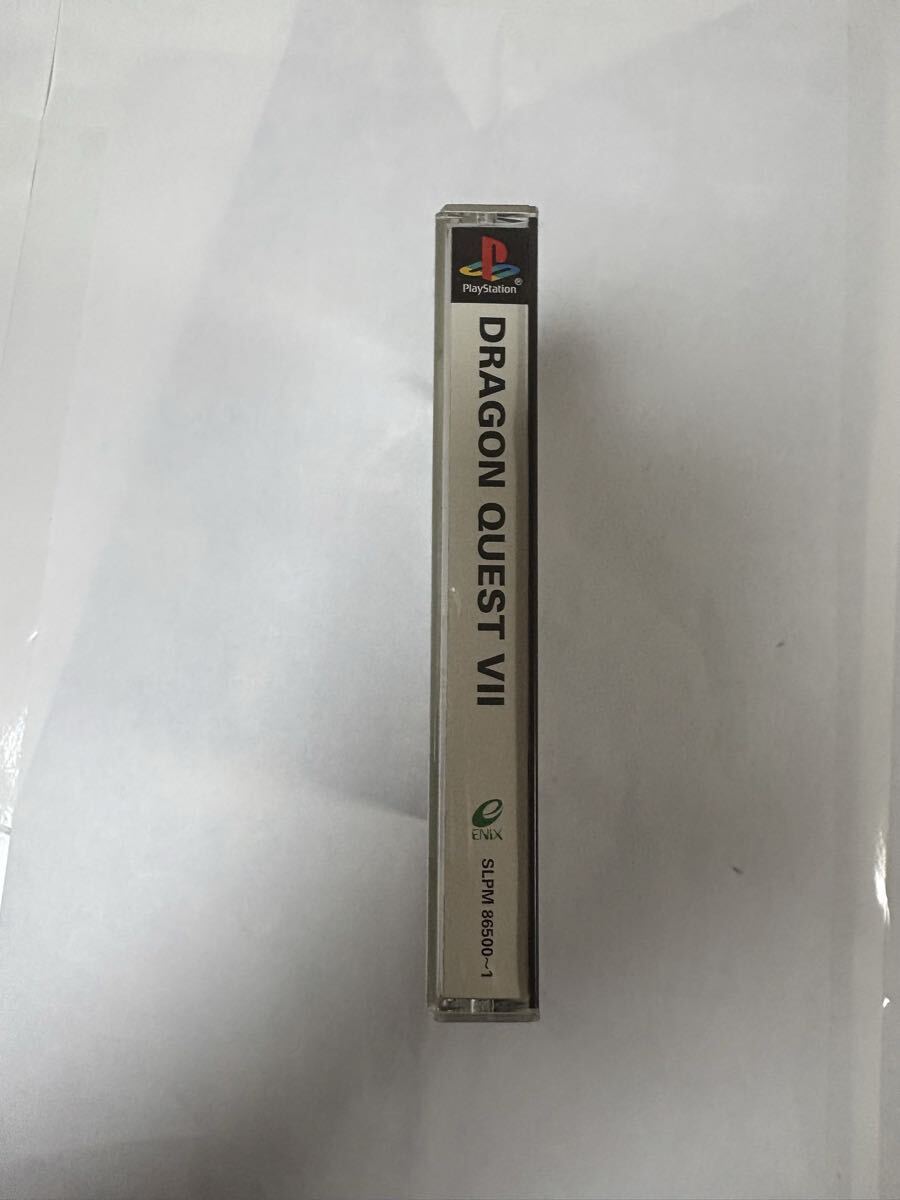 PlayStation®
DRAGON QUEST VII
ENIX
SLPM 86500~1